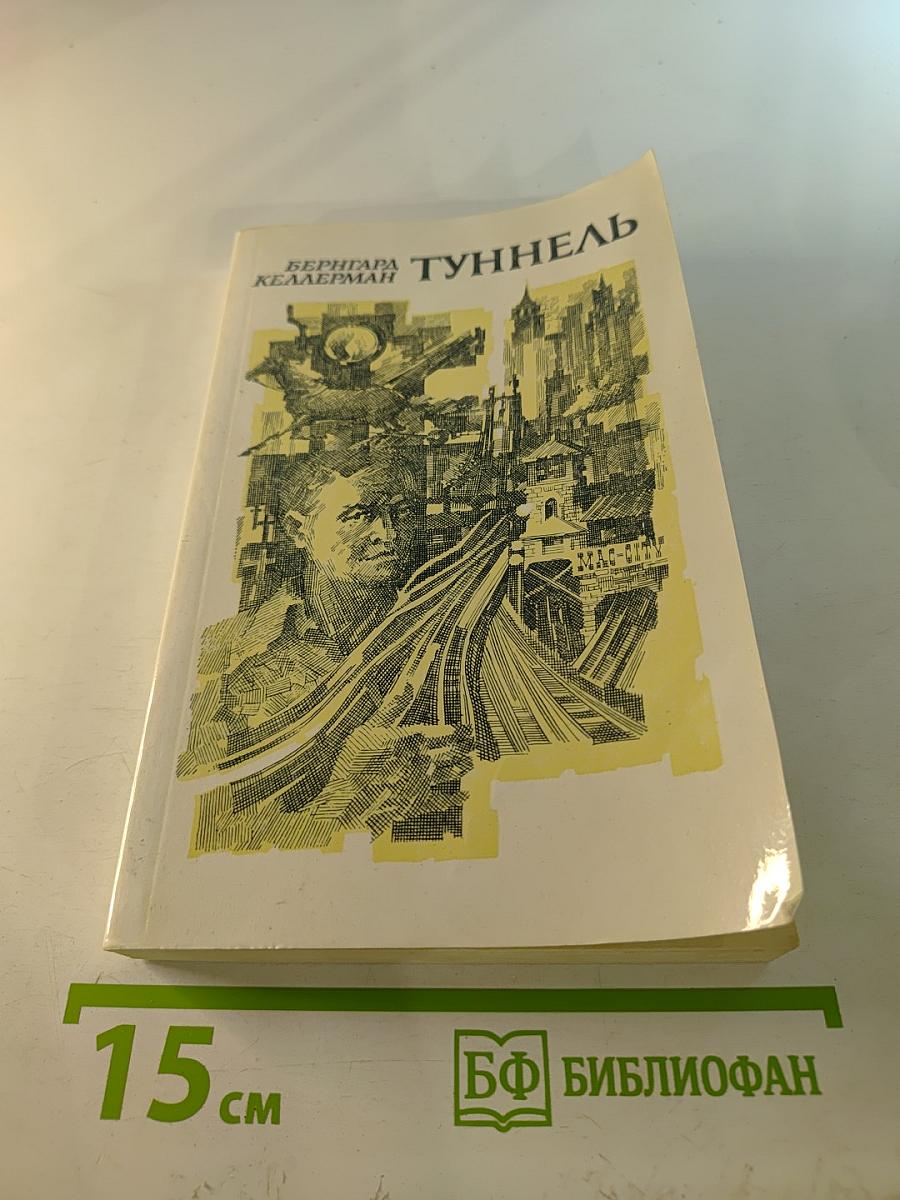 БЕРНГАРД
КЕЛЛЕРМАН
ТУННЕЛЬ
MAC-CITY
15 см
БФ БИБЛИОФАН